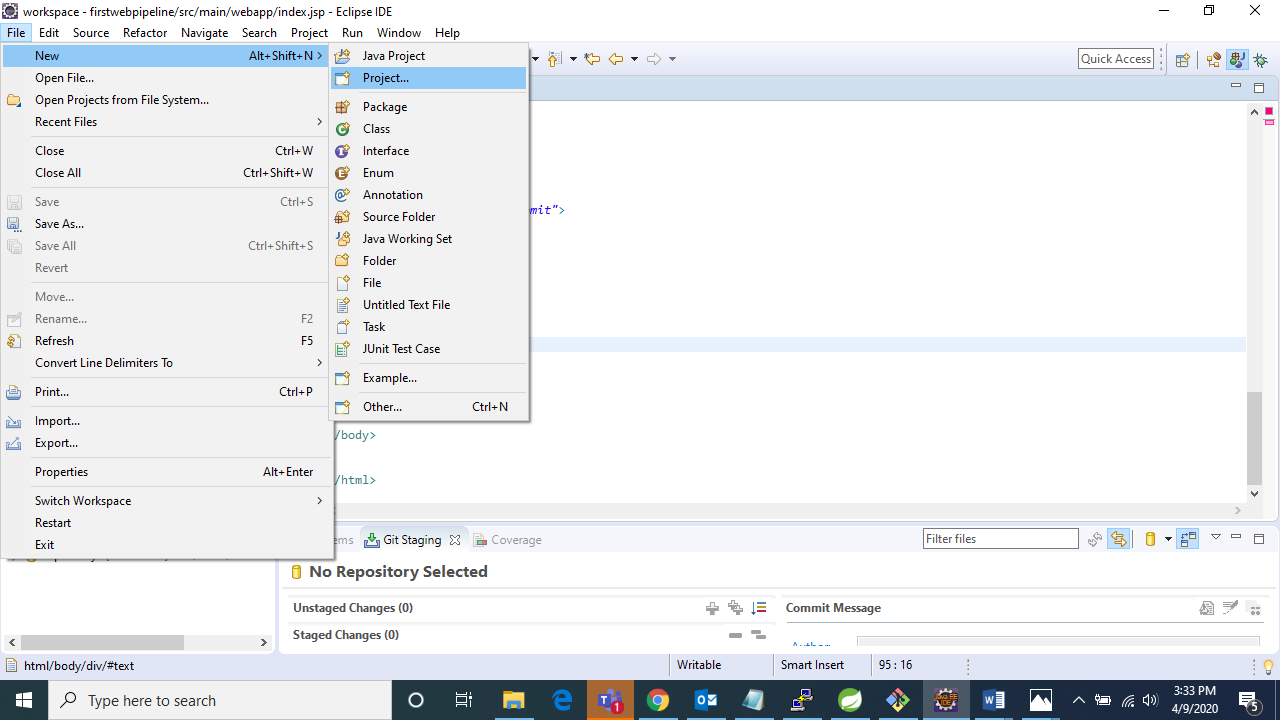 workspace - firstwebpipeline/src/main/webapp/index.jsp - Eclipse IDE
File Edit Source Refactor Navigate Search Project Run Window Help
New Alt+Shift+N
Open File...
Open Projects from File System...
Recent Files
Close Ctrl+W
Close All Ctrl+Shift+W
Save Ctrl+S
Save As...
Save All Ctrl+Shift+S
Revert
Move...
Rename... F2
Refresh F5
Convert Line Delimiters To
Print... Ctrl+P
Import...
Export...
Properties Alt+Enter
Switch Workspace
Restart
Exit
Java Project
Project...
Package
Class
Interface
Enum
Annotation
Source Folder
Java Working Set
Folder
File
Untitled Text File
Task
JUnit Test Case
Example...
Other... Ctrl+N
Quick Access
mit">
/body>
/html>
ems Git Staging Coverage
Filter files
No Repository Selected
Unstaged Changes (0)
Staged Changes (0)
Commit Message
Author:
html/body/div/#text Writable Smart Insert 95 : 16
Type here to search
1
3:33 PM
4/9/2020
5